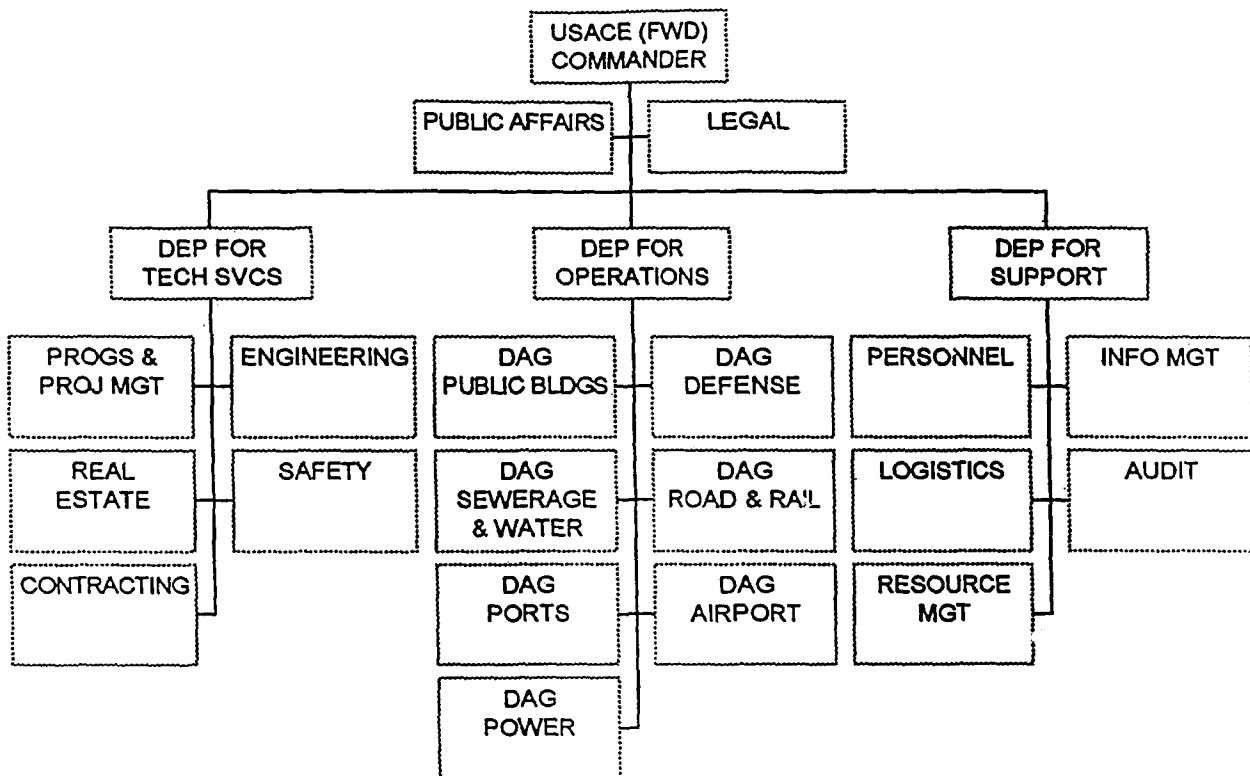 USACE (FWD)
COMMANDER
PUBLIC AFFAIRS
LEGAL
DEP FOR
TECH SVCS
DEP FOR
OPERATIONS
DEP FOR
SUPPORT
PROGS &
PROJ MGT
ENGINEERING
DAG
PUBLIC BLDGS
DAG
DEFENSE
PERSONNEL
INFO MGT
REAL
ESTATE
SAFETY
DAG
SEWERAGE
& WATER
DAG
ROAD & RAIL
LOGISTICS
AUDIT
CONTRACTING
DAG
PORTS
DAG
AIRPORT
RESOURCE
MGT
DAG
POWER